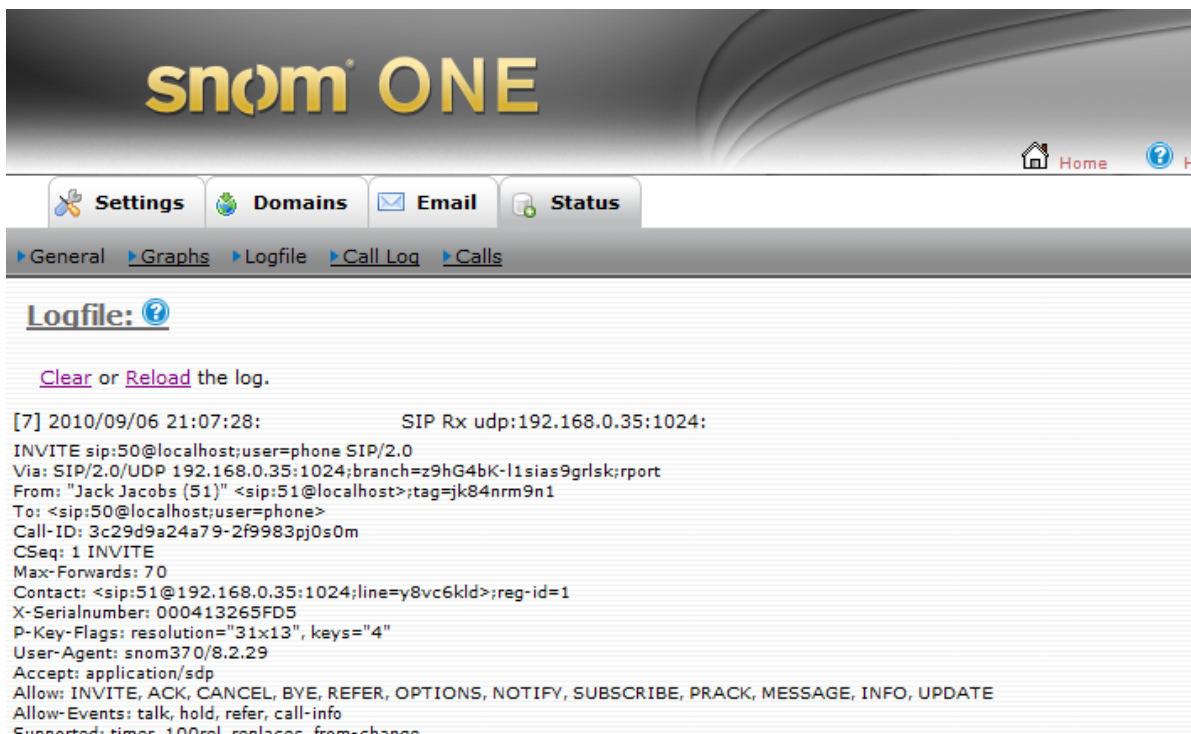 snom ONE
Home H
Settings Domains Email Status
General Graphs Logfile Call Log Calls
Logfile:
Clear or Reload the log.
[7] 2010/09/06 21:07:28: SIP Rx udp:192.168.0.35:1024:
INVITE sip:50@localhost;user=phone SIP/2.0
Via: SIP/2.0/UDP 192.168.0.35:1024;branch=z9hG4bK-l1sias9grlsk;rport
From: "Jack Jacobs (51)" <sip:51@localhost>;tag=jk84nrm9n1
To: <sip:50@localhost;user=phone>
Call-ID: 3c29d9a24a79-2f9983pj0s0m
CSeq: 1 INVITE
Max-Forwards: 70
Contact: <sip:51@192.168.0.35:1024;line=y8vc6kld>;reg-id=1
X-Serialnumber: 000413265FD5
P-Key-Flags: resolution="31x13", keys="4"
User-Agent: snom370/8.2.29
Accept: application/sdp
Allow: INVITE, ACK, CANCEL, BYE, REFER, OPTIONS, NOTIFY, SUBSCRIBE, PRACK, MESSAGE, INFO, UPDATE
Allow-Events: talk, hold, refer, call-info
Supported: timer, 100rel, replaces, from-change